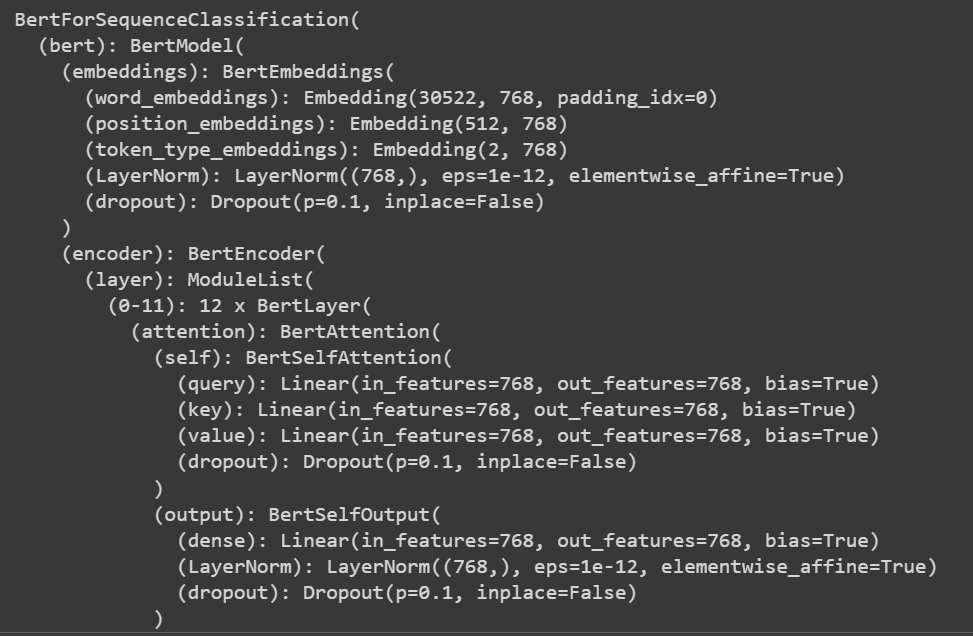 BertForSequenceClassification(
  (bert): BertModel(
    (embeddings): BertEmbeddings(
      (word_embeddings): Embedding(30522, 768, padding_idx=0)
      (position_embeddings): Embedding(512, 768)
      (token_type_embeddings): Embedding(2, 768)
      (LayerNorm): LayerNorm((768,), eps=1e-12, elementwise_affine=True)
      (dropout): Dropout(p=0.1, inplace=False)
    )
    (encoder): BertEncoder(
      (layer): ModuleList(
        (0-11): 12 x BertLayer(
          (attention): BertAttention(
            (self): BertSelfAttention(
              (query): Linear(in_features=768, out_features=768, bias=True)
              (key): Linear(in_features=768, out_features=768, bias=True)
              (value): Linear(in_features=768, out_features=768, bias=True)
              (dropout): Dropout(p=0.1, inplace=False)
            )
            (output): BertSelfOutput(
              (dense): Linear(in_features=768, out_features=768, bias=True)
              (LayerNorm): LayerNorm((768,), eps=1e-12, elementwise_affine=True)
              (dropout): Dropout(p=0.1, inplace=False)
            )